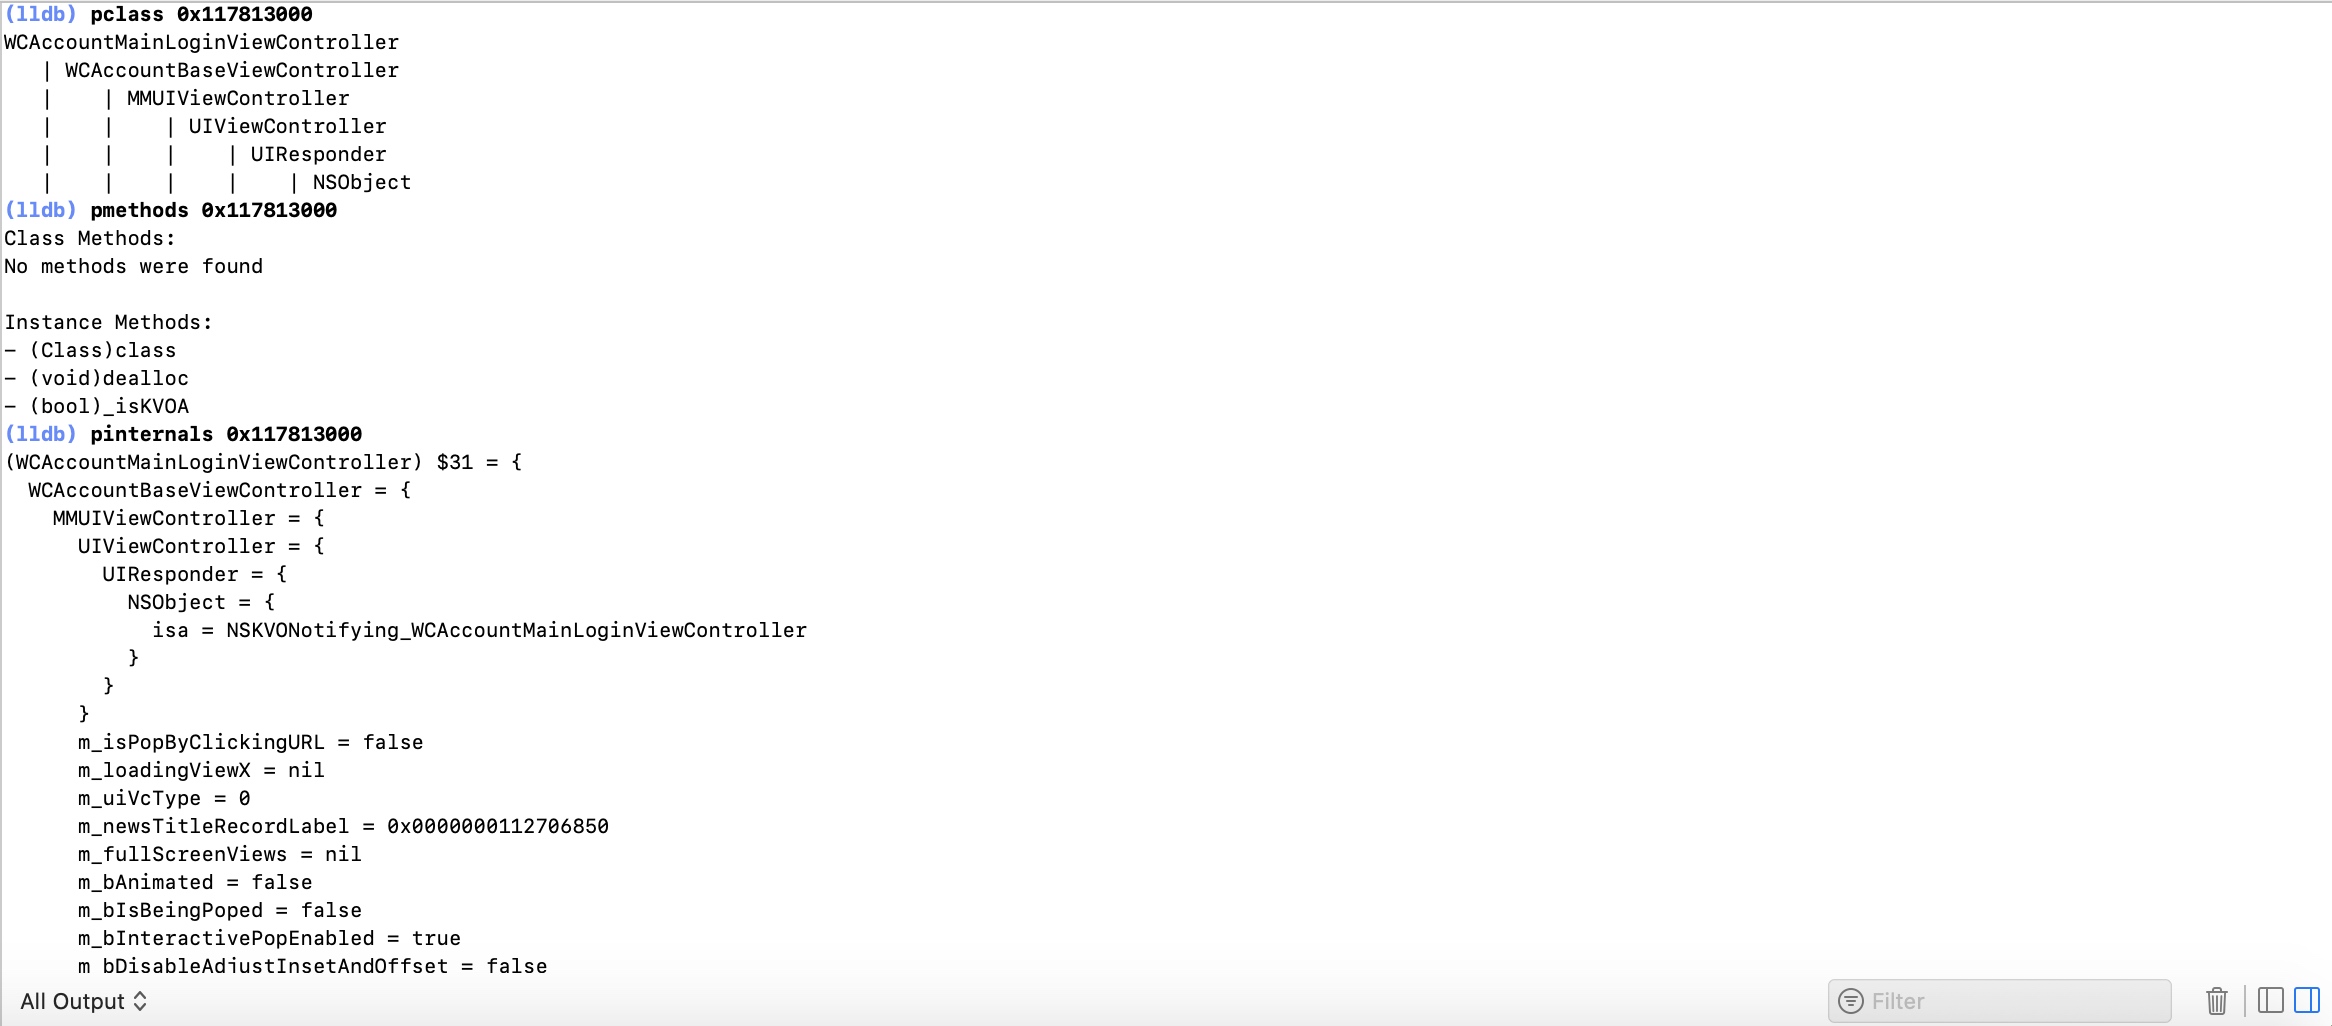 (lldb) pclass 0x117813000
WCAccountMainLoginViewController
   | WCAccountBaseViewController
   |    | MMUIViewController
   |    |    | UIViewController
   |    |    |    | UIResponder
   |    |    |    |    | NSObject
(lldb) pmethods 0x117813000
Class Methods:
No methods were found

Instance Methods:
- (Class)class
- (void)dealloc
- (bool)_isKVOA
(lldb) pinternals 0x117813000
(WCAccountMainLoginViewController) $31 = {
  WCAccountBaseViewController = {
    MMUIViewController = {
      UIViewController = {
        UIResponder = {
          NSObject = {
            isa = NSKVONotifying_WCAccountMainLoginViewController
          }
        }
      }
      m_isPopByClickingURL = false
      m_loadingViewX = nil
      m_uiVcType = 0
      m_newsTitleRecordLabel = 0x0000000112706850
      m_fullScreenViews = nil
      m_bAnimated = false
      m_bIsBeingPoped = false
      m_bInteractivePopEnabled = true
      m_bDisableAdjustInsetAndOffset = false
All Output
Filter